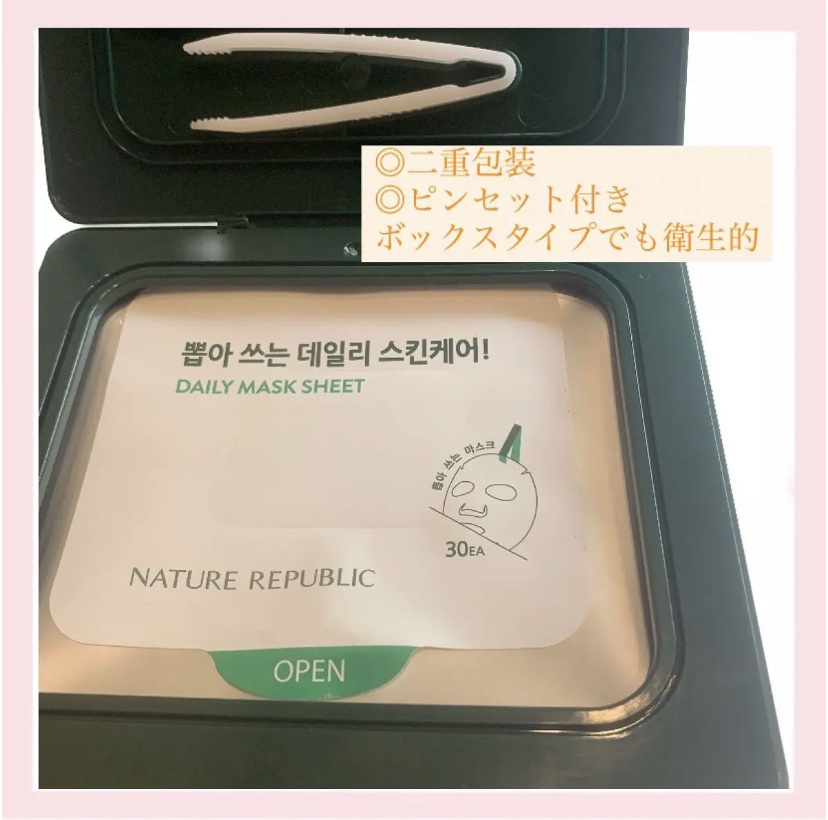 ◎二重包装
◎ピンセット付き
ボックスタイプでも衛生的
뽑아 쓰는 데일리 스킨케어!
DAILY MASK SHEET
뽑아 쓰는 마스크
30EA
NATURE REPUBLIC
OPEN